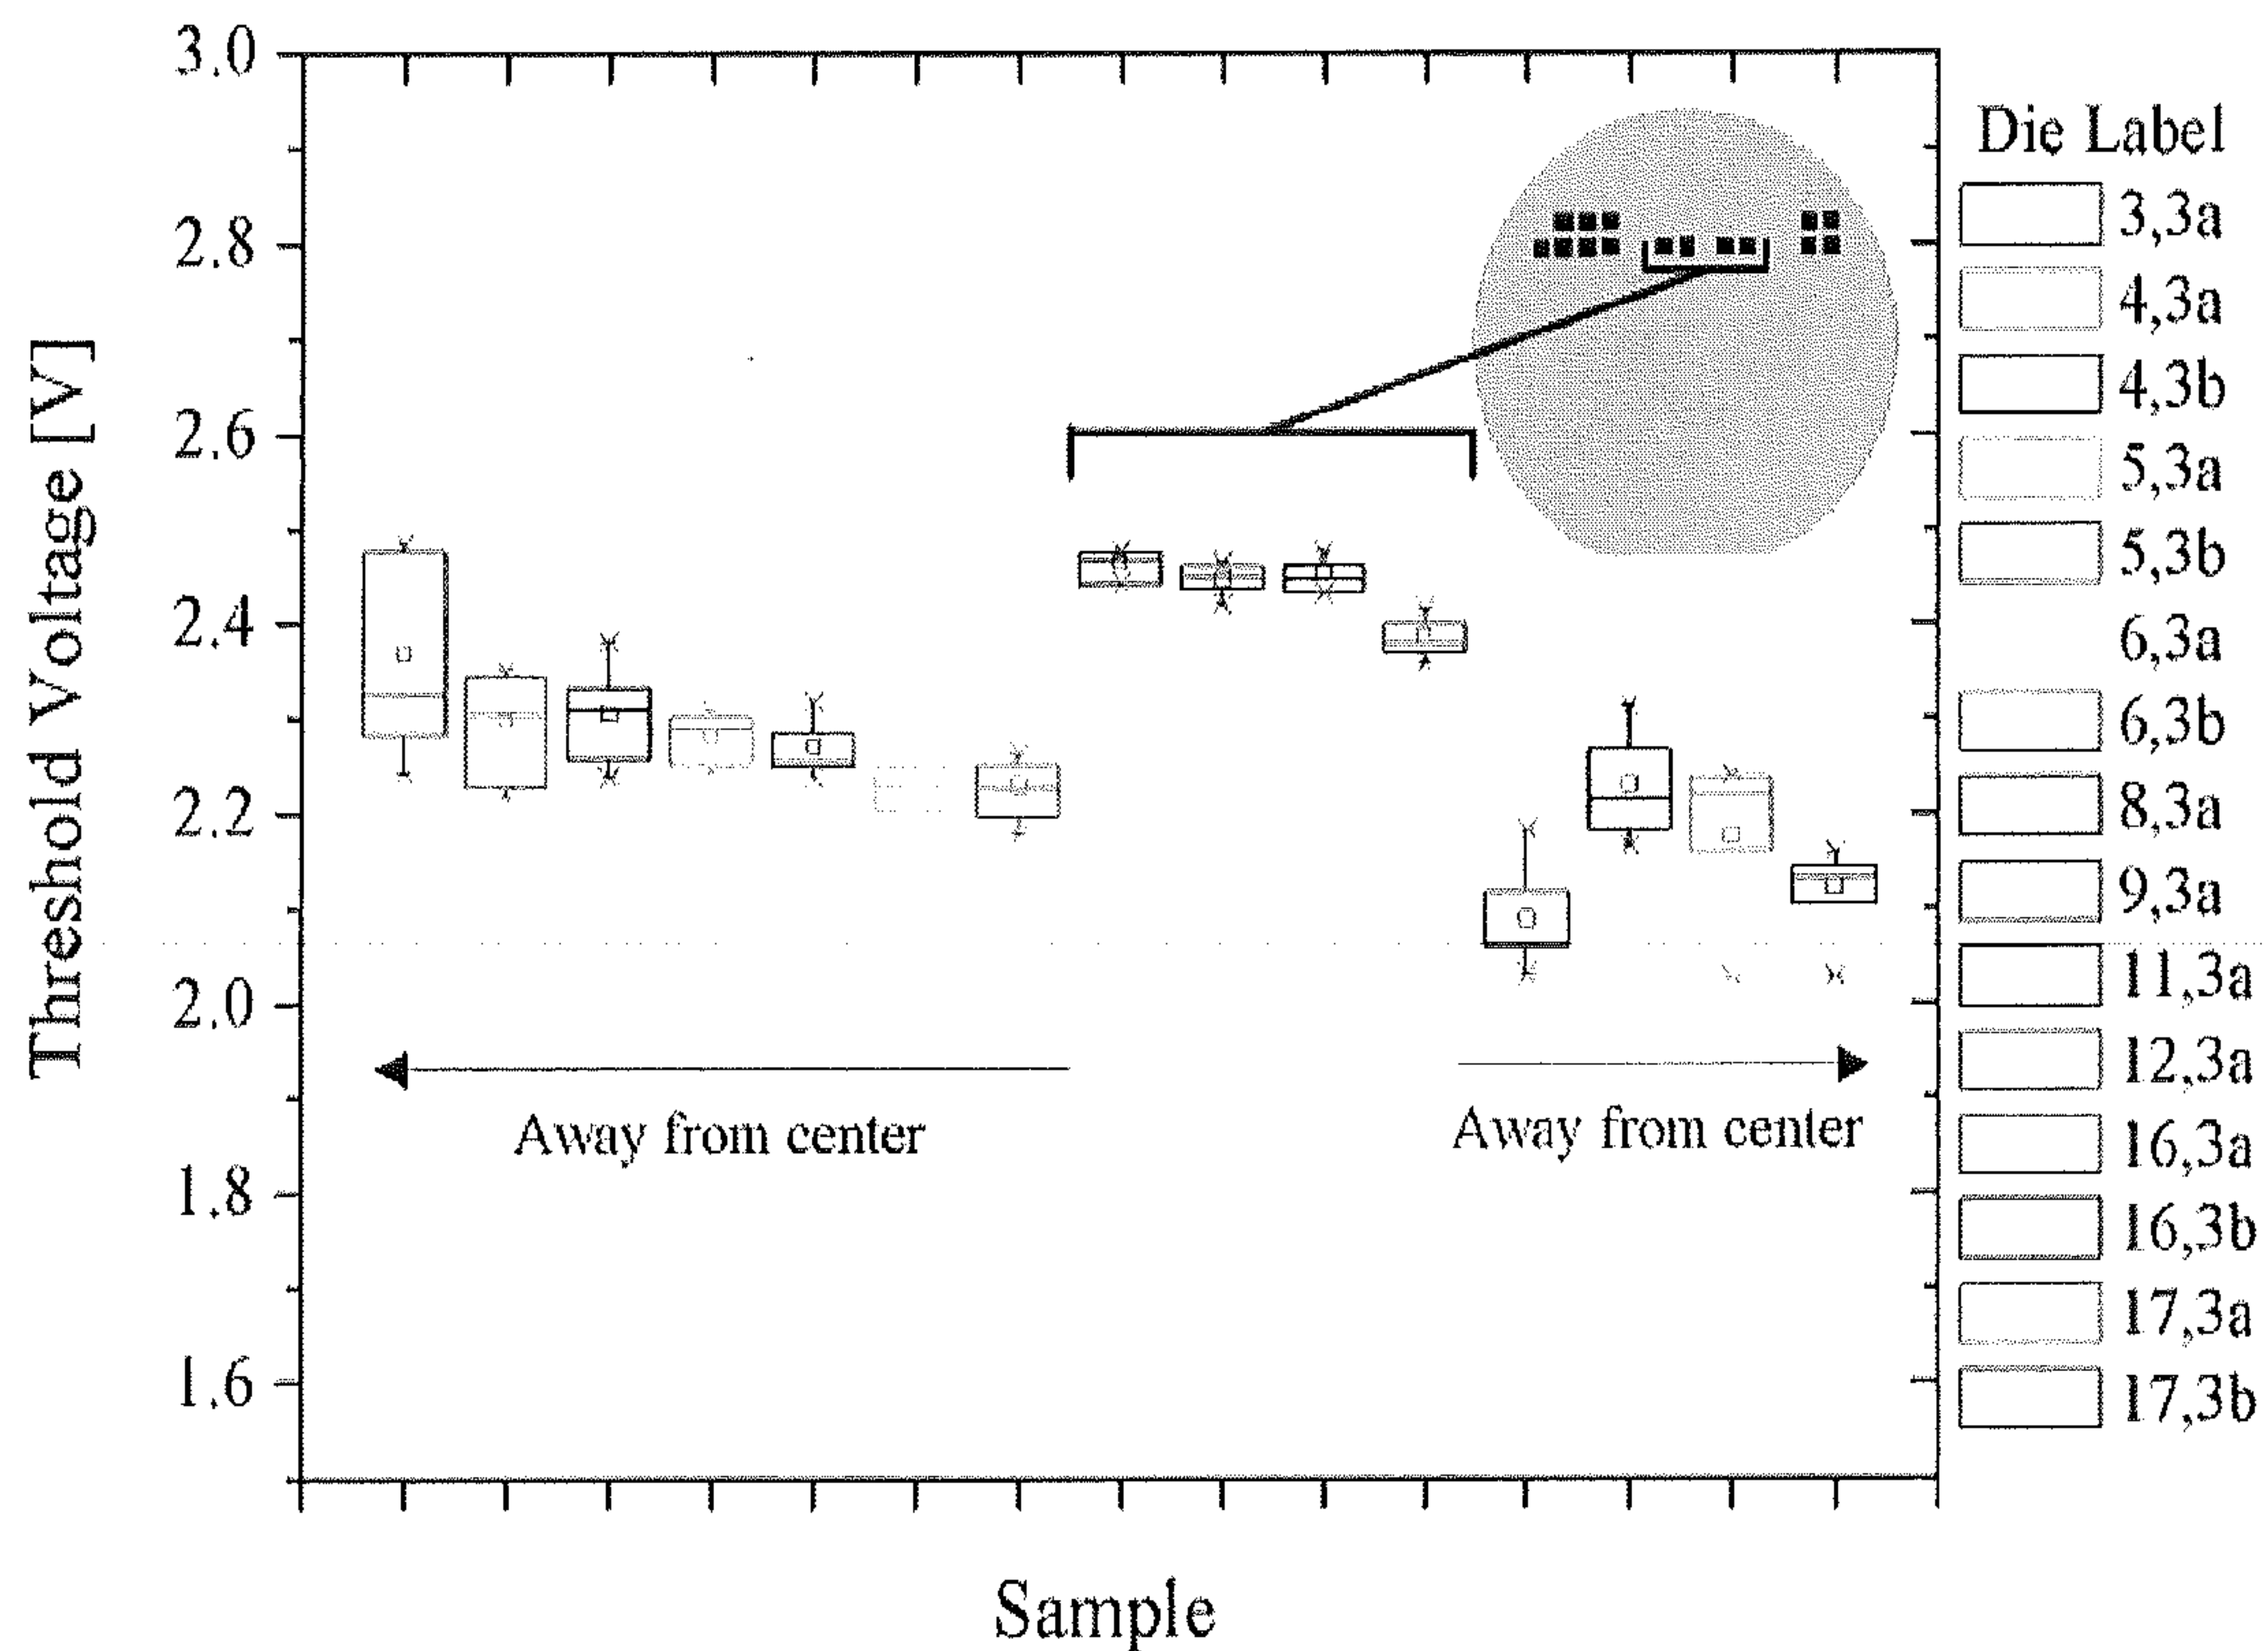 Threshold Voltage [V]
3.0
2.8
2.6
2.4
2.2
2.0
1.8
1.6
Away from center
Away from center
Sample
Die Label
3,3a
4,3a
4,3b
5,3a
5,3b
6,3a
6,3b
8,3a
9,3a
11,3a
12,3a
16,3a
16,3b
17,3a
17,3b